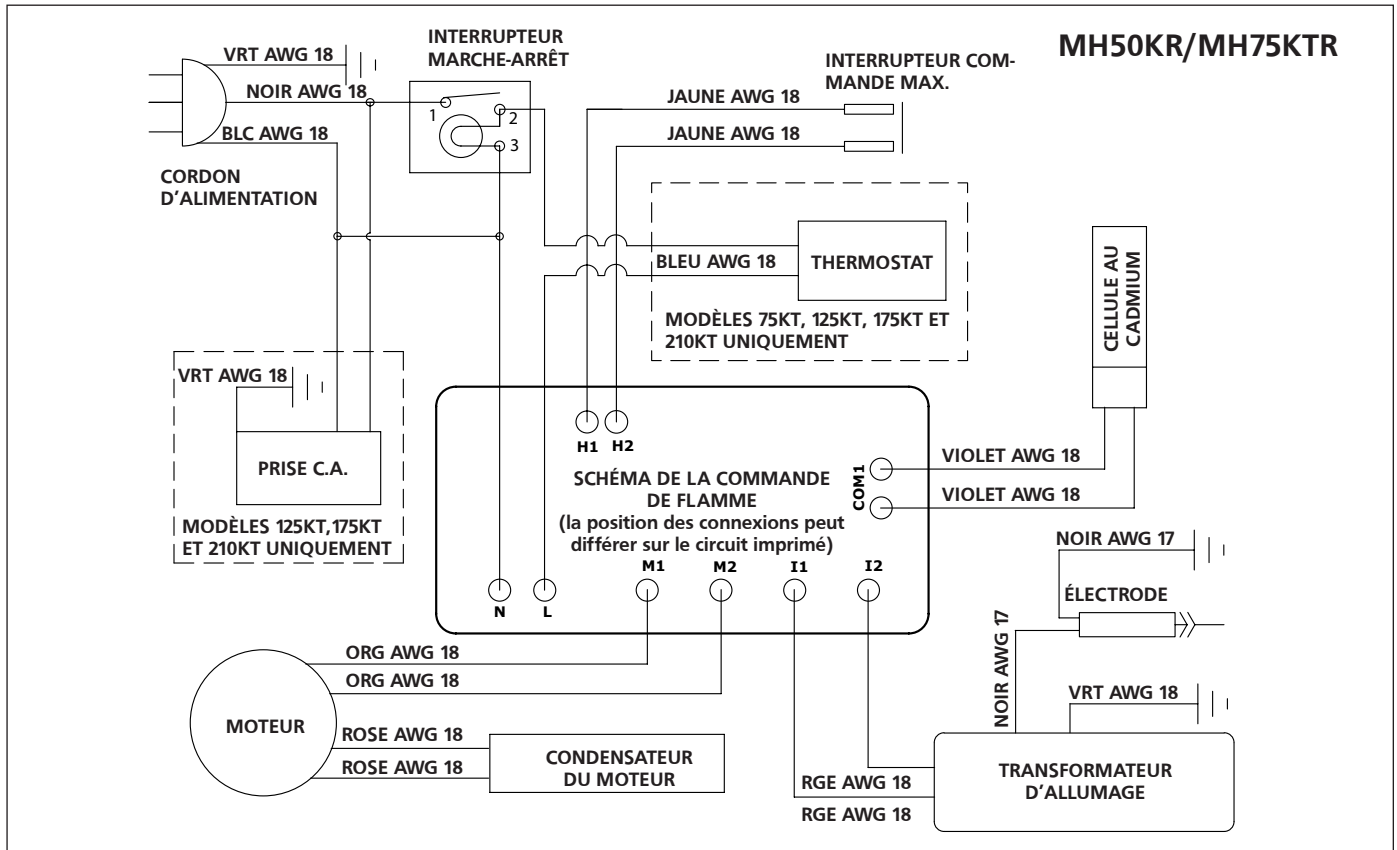 MH50KR/MH75KTR
VRT AWG 18
NOIR AWG 18
BLC AWG 18
CORDON
D'ALIMENTATION
INTERRUPTEUR
MARCHE-ARRÊT
1
2
3
INTERRUPTEUR COM-
MANDE MAX.
JAUNE AWG 18
JAUNE AWG 18
BLEU AWG 18
THERMOSTAT
MODÈLES 75KT, 125KT, 175KT ET
210KT UNIQUEMENT
CELLULE AU
CADMIUM
VRT AWG 18
PRISE C.A.
MODÈLES 125KT,175KT
ET 210KT UNIQUEMENT
H1
H2
SCHÉMA DE LA COMMANDE
DE FLAMME
(la position des connexions peut
différer sur le circuit imprimé)
COM1
VIOLET AWG 18
VIOLET AWG 18
N
L
M1
M2
I1
I2
NOIR AWG 17
ÉLECTRODE
NOIR AWG 17
VRT AWG 18
ORG AWG 18
ORG AWG 18
MOTEUR
ROSE AWG 18
ROSE AWG 18
CONDENSATEUR
DU MOTEUR
RGE AWG 18
RGE AWG 18
TRANSFORMATEUR
D'ALLUMAGE